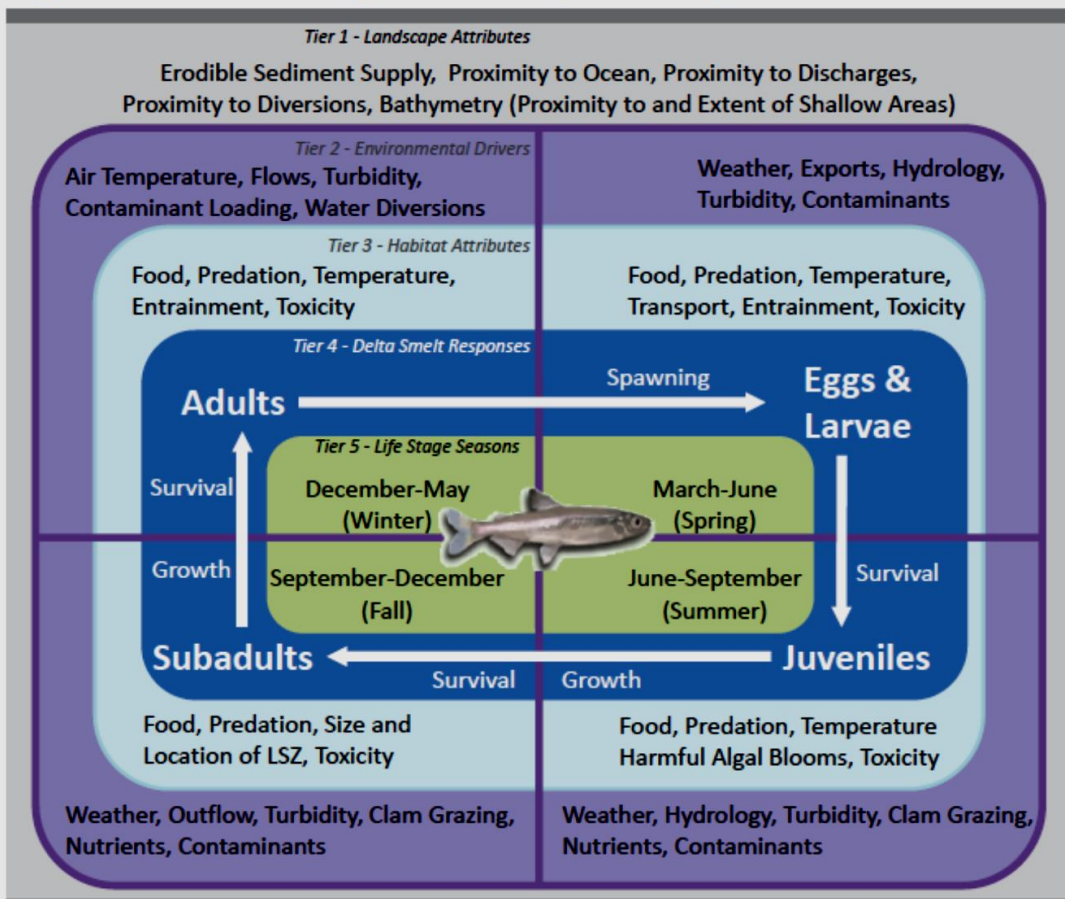 Tier 1 - Landscape Attributes
Erodible Sediment Supply, Proximity to Ocean, Proximity to Discharges,
Proximity to Diversions, Bathymetry (Proximity to and Extent of Shallow Areas)
Tier 2 - Environmental Drivers
Air Temperature, Flows, Turbidity,
Contaminant Loading, Water Diversions
Weather, Exports, Hydrology,
Turbidity, Contaminants
Tier 3 - Habitat Attributes
Food, Predation, Temperature,
Entrainment, Toxicity
Food, Predation, Temperature,
Transport, Entrainment, Toxicity
Tier 4 - Delta Smelt Responses
Adults
Spawning
Eggs &
Larvae
Tier 5 - Life Stage Seasons
Survival
December-May
(Winter)
March-June
(Spring)
Growth
September-December
(Fall)
June-September
(Summer)
Survival
Subadults
Survival
Growth
Juveniles
Food, Predation, Size and
Location of LSZ, Toxicity
Food, Predation, Temperature
Harmful Algal Blooms, Toxicity
Weather, Outflow, Turbidity, Clam Grazing,
Nutrients, Contaminants
Weather, Hydrology, Turbidity, Clam Grazing,
Nutrients, Contaminants